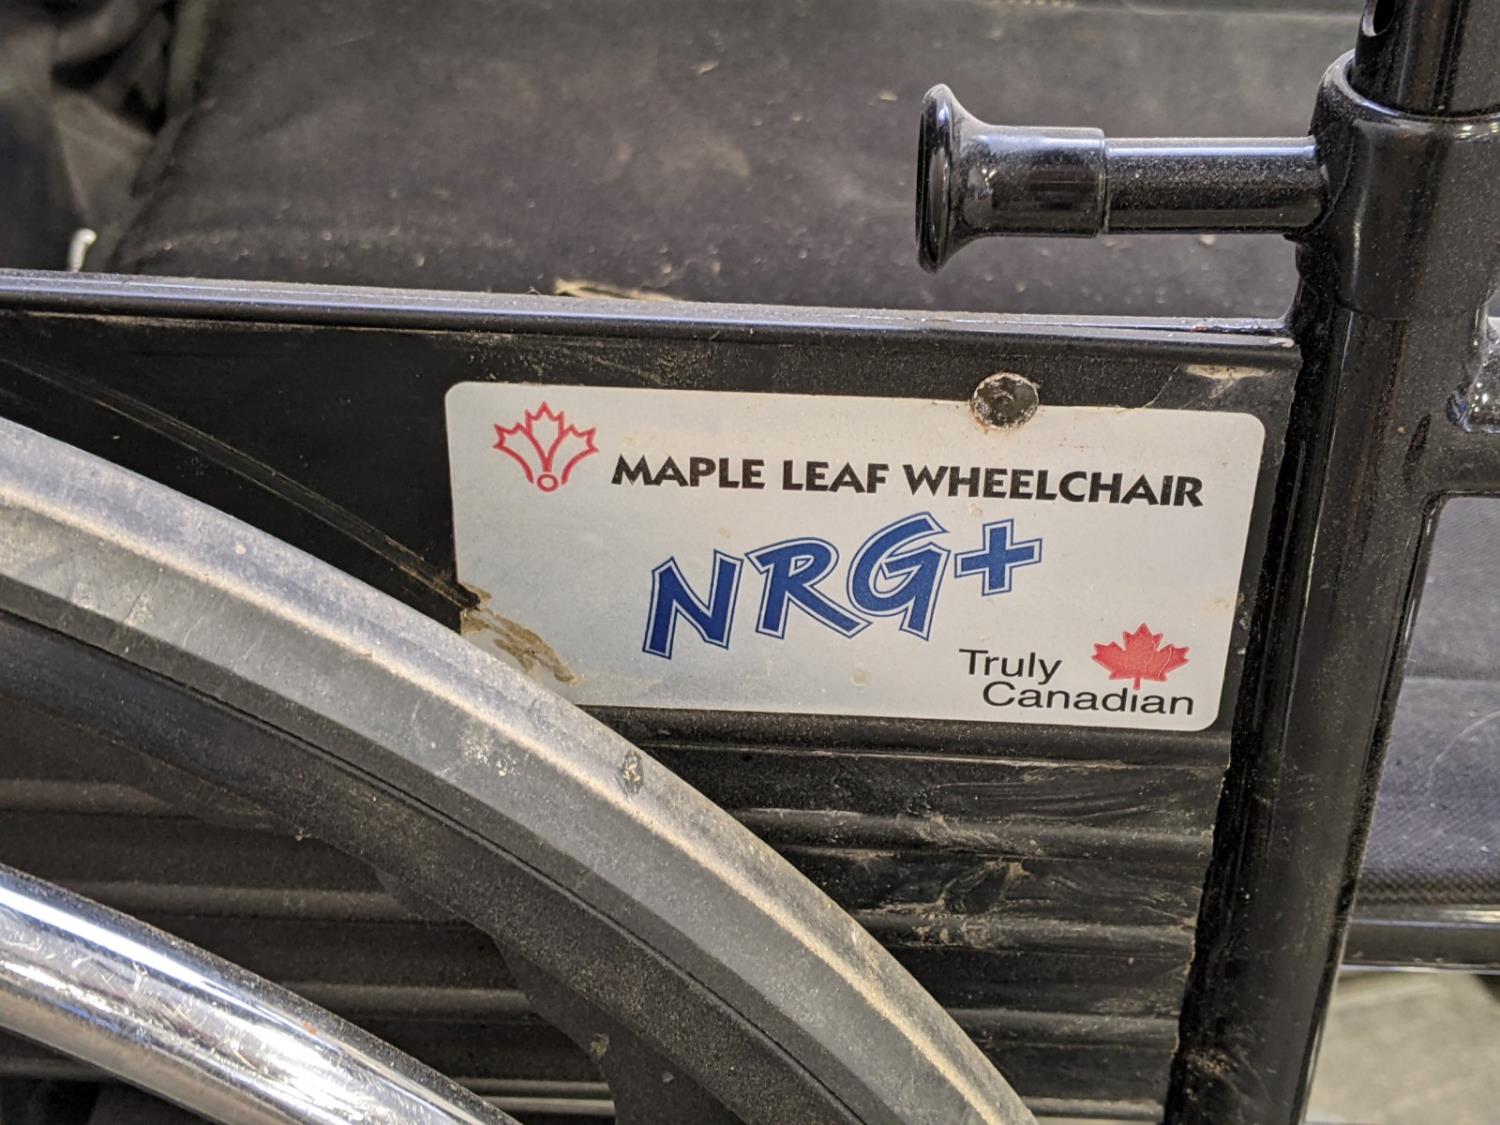 MAPLE LEAF WHEELCHAIR
NRG+
Truly
Canadian